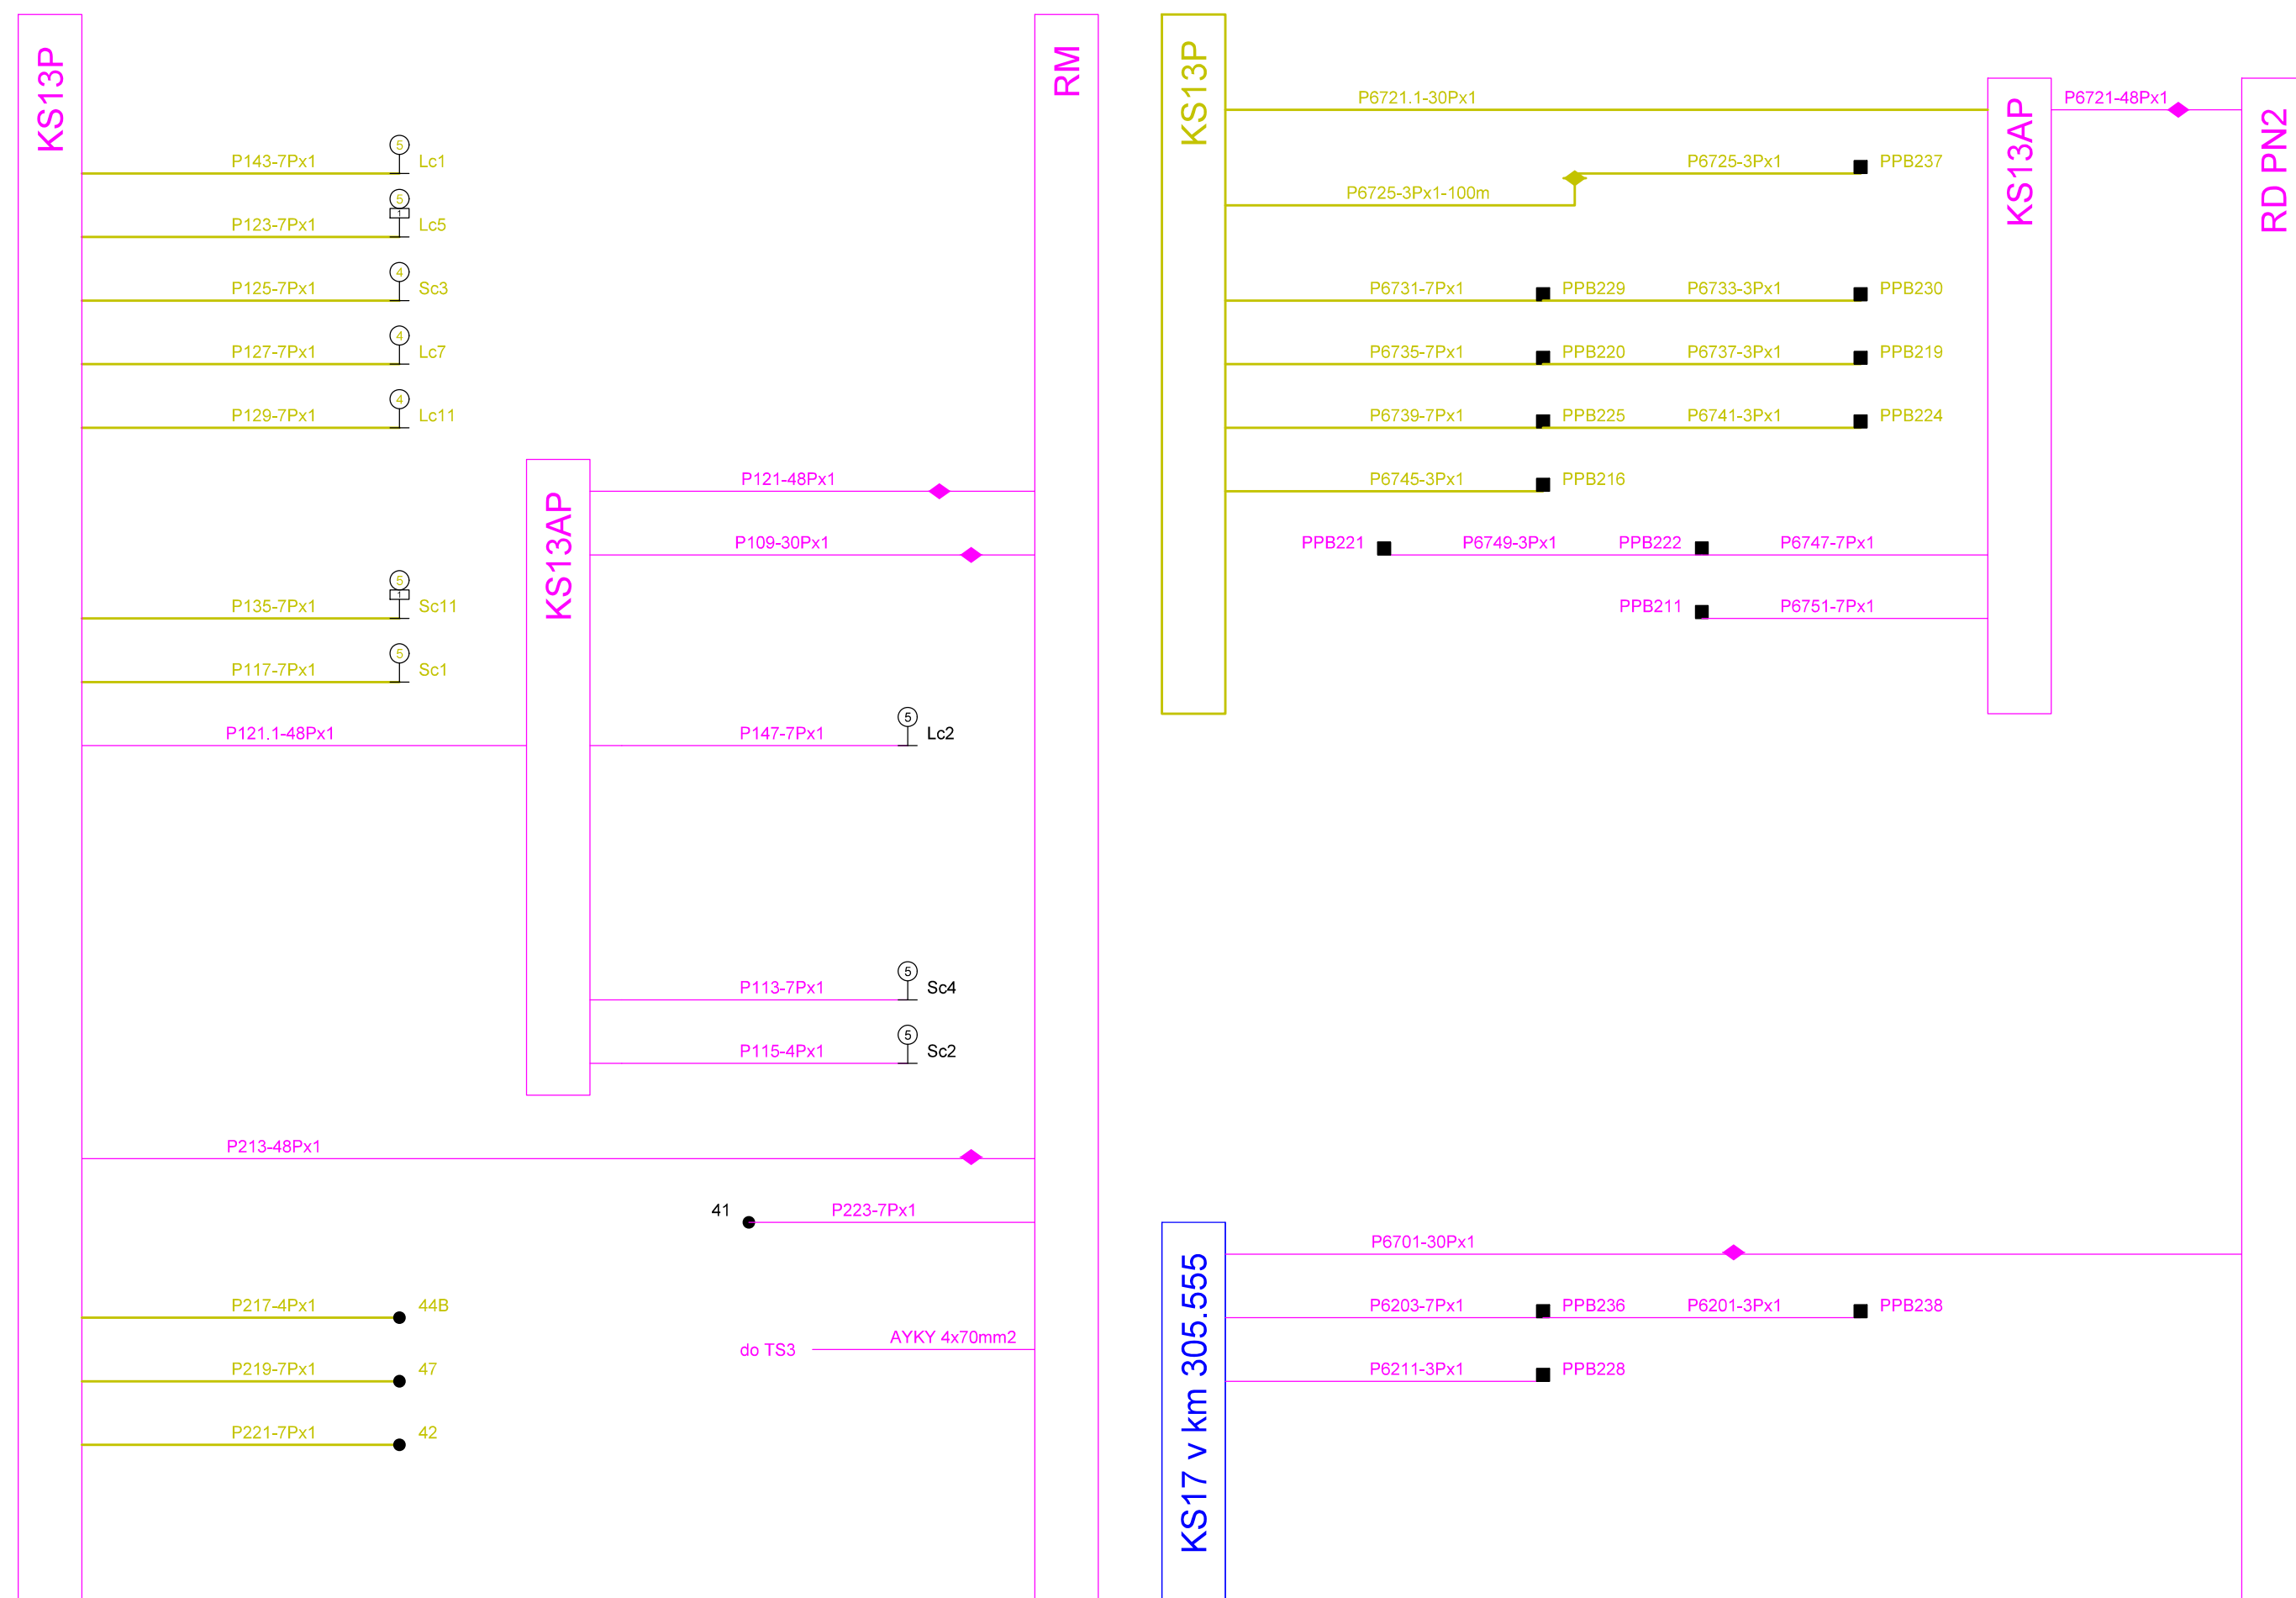 KS13P
P143-7Px1
5
Lc1
P123-7Px1
5
1
Lc5
P125-7Px1
4
Sc3
P127-7Px1
4
Lc7
P129-7Px1
4
Lc11
P135-7Px1
5
1
Sc11
P117-7Px1
5
Sc1
P121.1-48Px1
KS13AP
P121-48Px1
P109-30Px1
P147-7Px1
5
Lc2
P113-7Px1
5
Sc4
P115-4Px1
5
Sc2
P213-48Px1
41
P223-7Px1
P217-4Px1
44B
do TS3
AYKY 4x70mm2
P219-7Px1
47
P221-7Px1
42
RM
KS13P
P6721.1-30Px1
P6725-3Px1
PPB237
P6725-3Px1-100m
P6731-7Px1
PPB229
P6733-3Px1
PPB230
P6735-7Px1
PPB220
P6737-3Px1
PPB219
P6739-7Px1
PPB225
P6741-3Px1
PPB224
P6745-3Px1
PPB216
PPB221
P6749-3Px1
PPB222
P6747-7Px1
PPB211
P6751-7Px1
KS13AP
P6721-48Px1
RD PN2
KS17 v km 305.555
P6701-30Px1
P6203-7Px1
PPB236
P6201-3Px1
PPB238
P6211-3Px1
PPB228